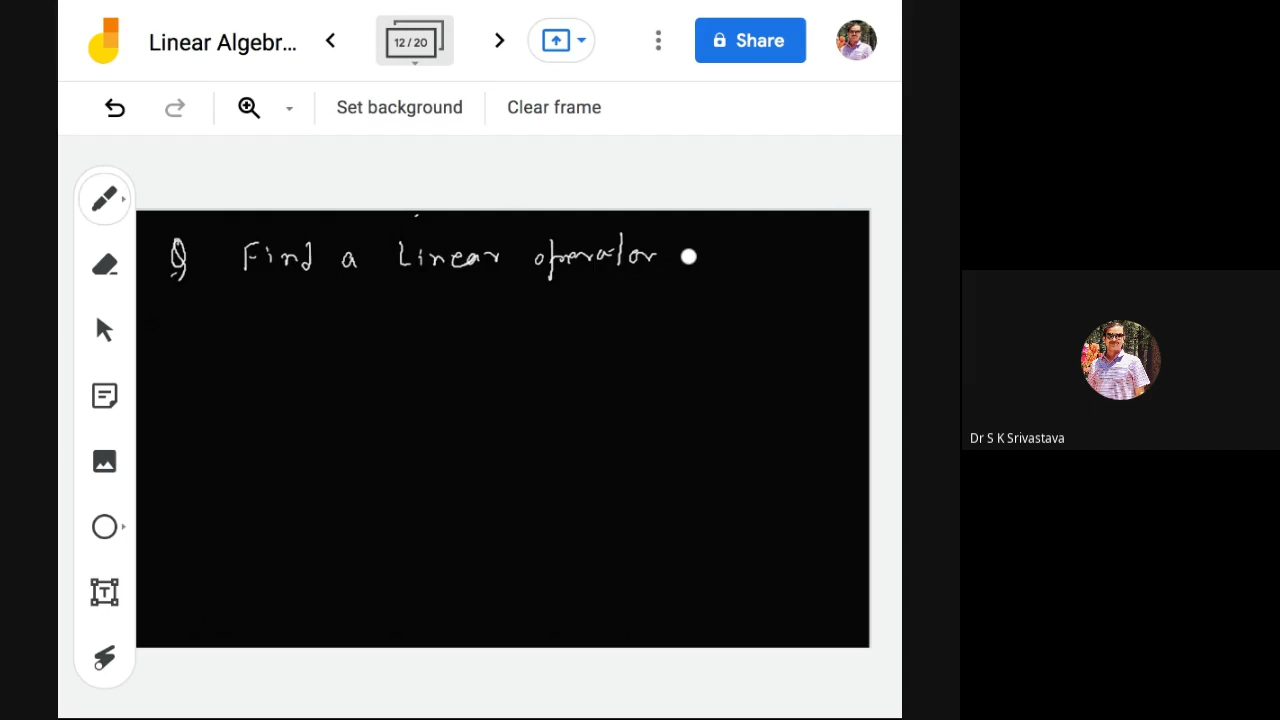 Linear Algebr...
12 / 20
Share
Set background
Clear frame
Q Find a Linear operator
Dr S K Srivastava